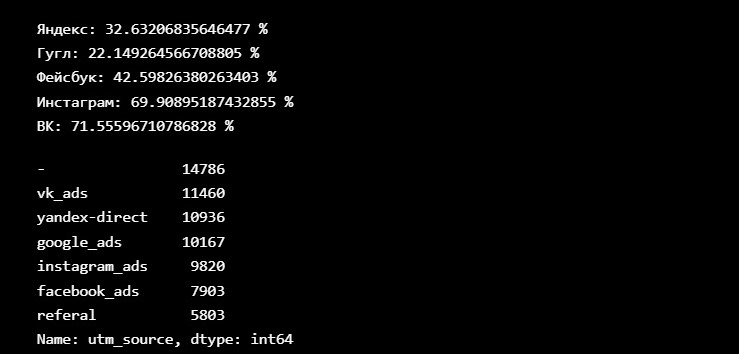 Яндекс: 32.63206835646477 %
Гугл: 22.149264566708805 %
Фейсбук: 42.59826380263403 %
Инстаграм: 69.90895187432855 %
ВК: 71.55596710786828 %
- 14786
vk_ads 11460
yandex-direct 10936
google_ads 10167
instagram_ads 9820
facebook_ads 7903
referal 5803
Name: utm_source, dtype: int64